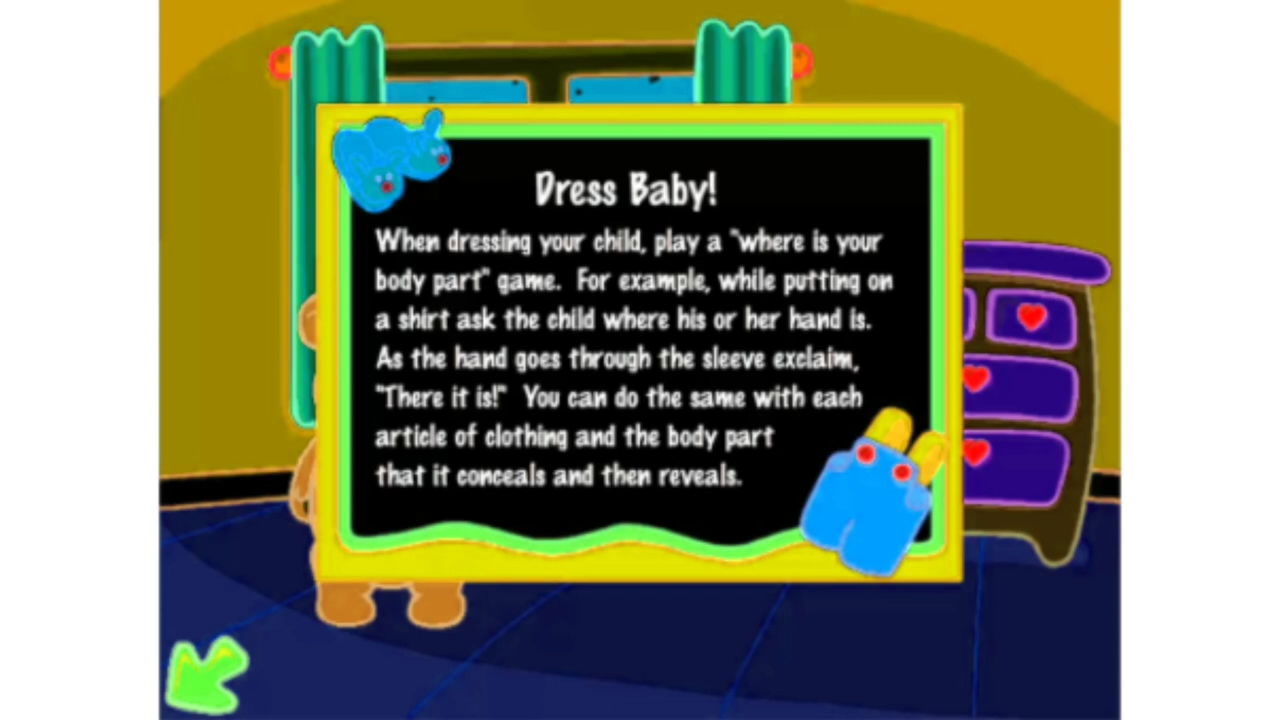 Dress Baby!
When dressing your child, play a "where is your
body part" game. For example, while putting on
a shirt ask the child where his or her hand is.
As the hand goes through the sleeve exclaim,
"There it is!" You can do the same with each
article of clothing and the body part
that it conceals and then reveals.